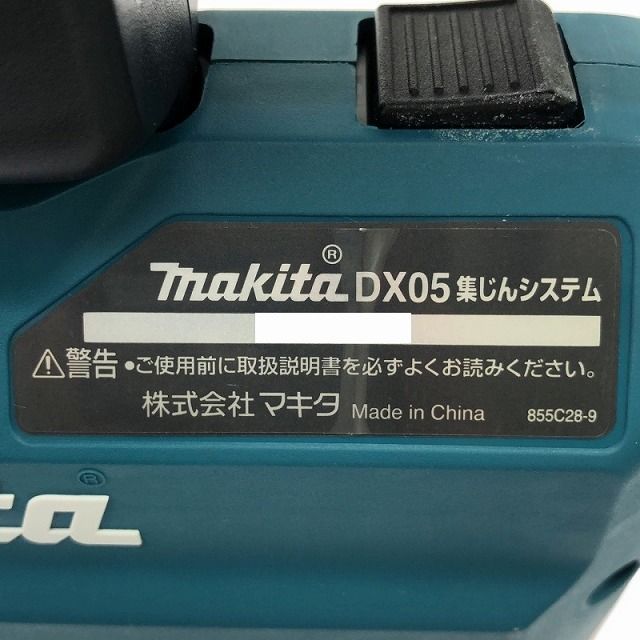 makita® DX05 集じんシステム
⚠警告 ●ご使用前に取扱説明書を必ずよくお読みください。
株式会社 マキタ Made in China 855C28-9
ta®